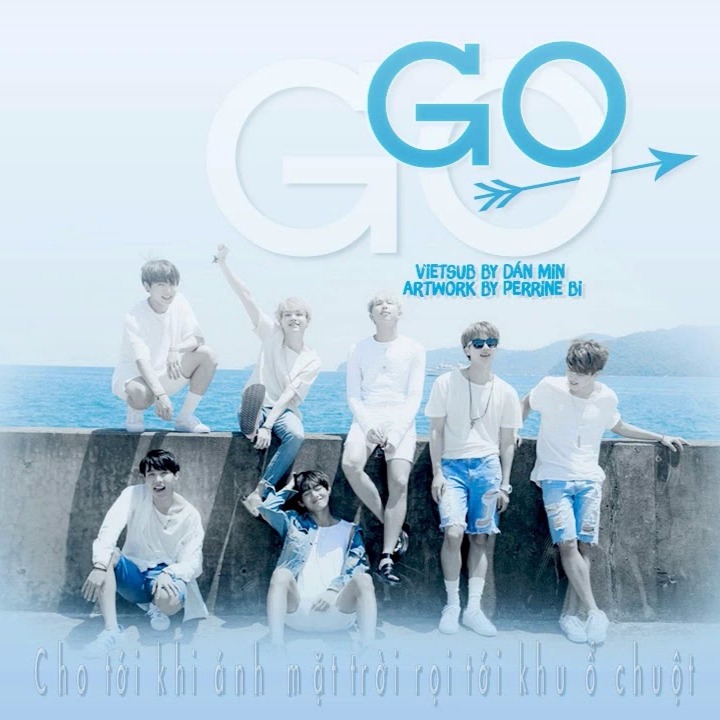 GO
GO
VIETSUB BY DÁN MIN
ARTWORK BY PERRINE BI
Cho tới khi ánh mặt trời rọi tới khu ổ chuột